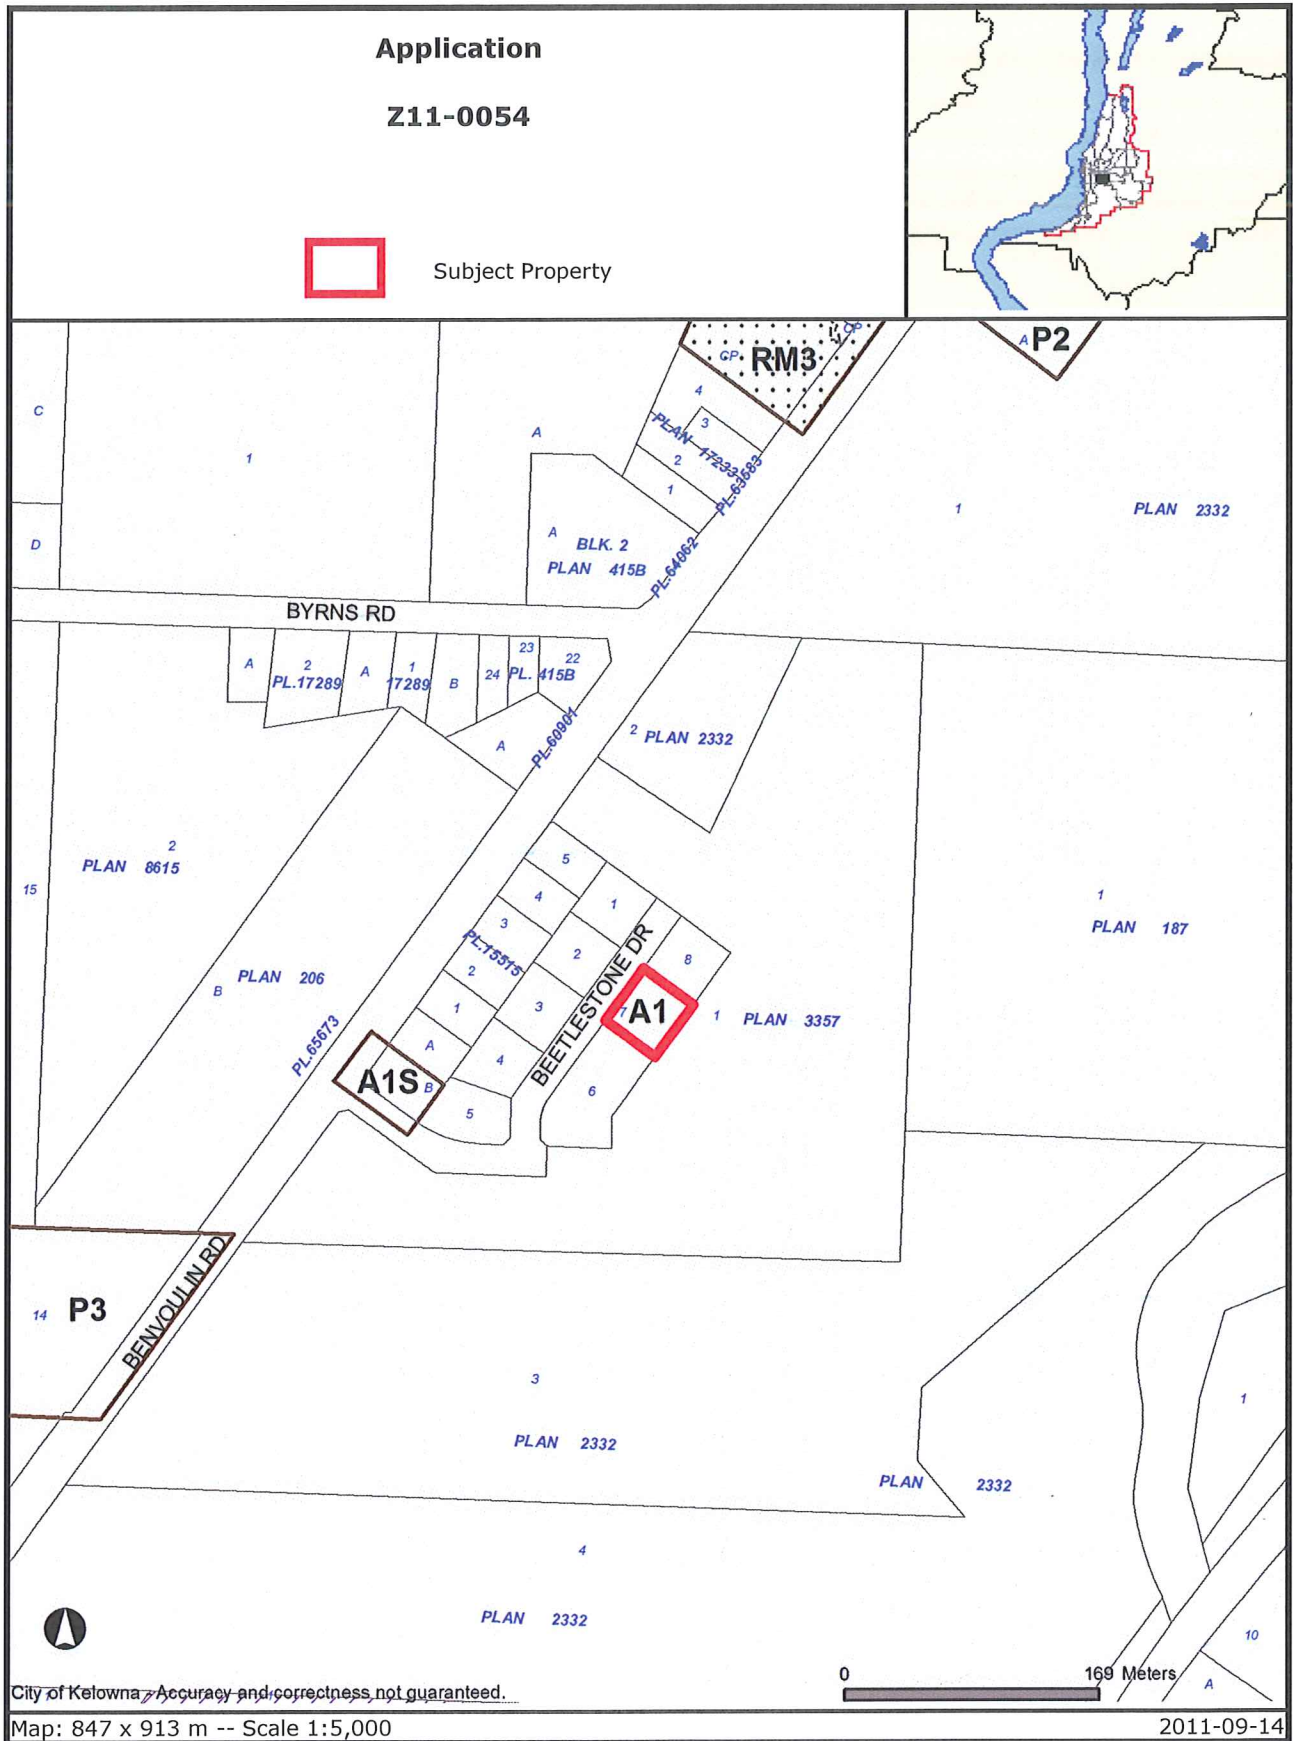 Application
Z11-0054
Subject Property
RM3
CP
CP
A
P2
C
1
A
4
3
PLAN 17233
2
1
PL.63583
1
PLAN 2332
D
A
BLK. 2
PLAN 415B
PL.64062
BYRNS RD
A
2
PL.17289
A
1
17289
B
24
23
PL. 415B
22
A
PL.60901
2
PLAN 2332
2
PLAN 8615
15
5
4
3
PL.15515
2
1
A
B
A1S
1
2
3
4
5
BEETLESTONE DR
8
7
A1
6
1
PLAN 3357
1
PLAN 187
PLAN 206
B
PL.65673
14
P3
BENVOULIN RD
3
PLAN 2332
PLAN 2332
1
4
PLAN 2332
10
A
0
169 Meters
City of Kelowna - Accuracy and correctness not guaranteed.
Map: 847 x 913 m -- Scale 1:5,000
2011-09-14